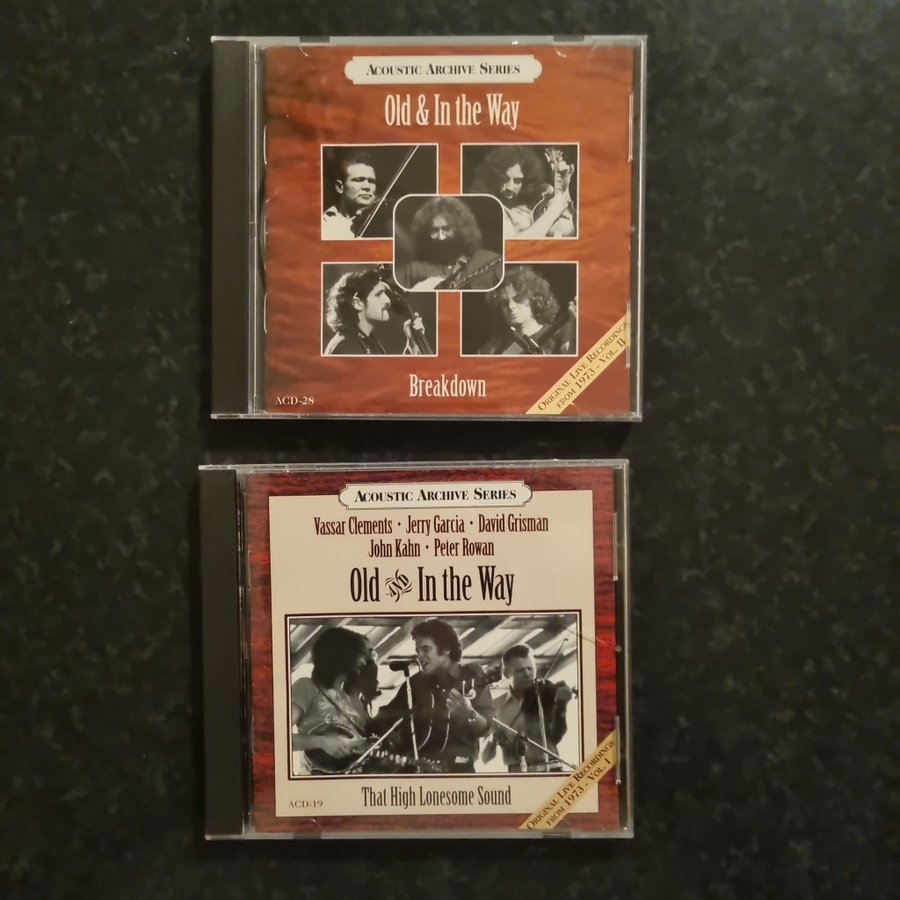 ACOUSTIC ARCHIVE SERIES
Old & In the Way
Breakdown
ACD-28
ORIGINAL LIVE RECORDINGS
FROM 1973 - VOL. II
ACOUSTIC ARCHIVE SERIES
Vassar Clements · Jerry Garcia · David Grisman
John Kahn · Peter Rowan
Old AND In the Way
That High Lonesome Sound
ACD-19
ORIGINAL LIVE RECORDINGS
FROM 1973 - VOL. I